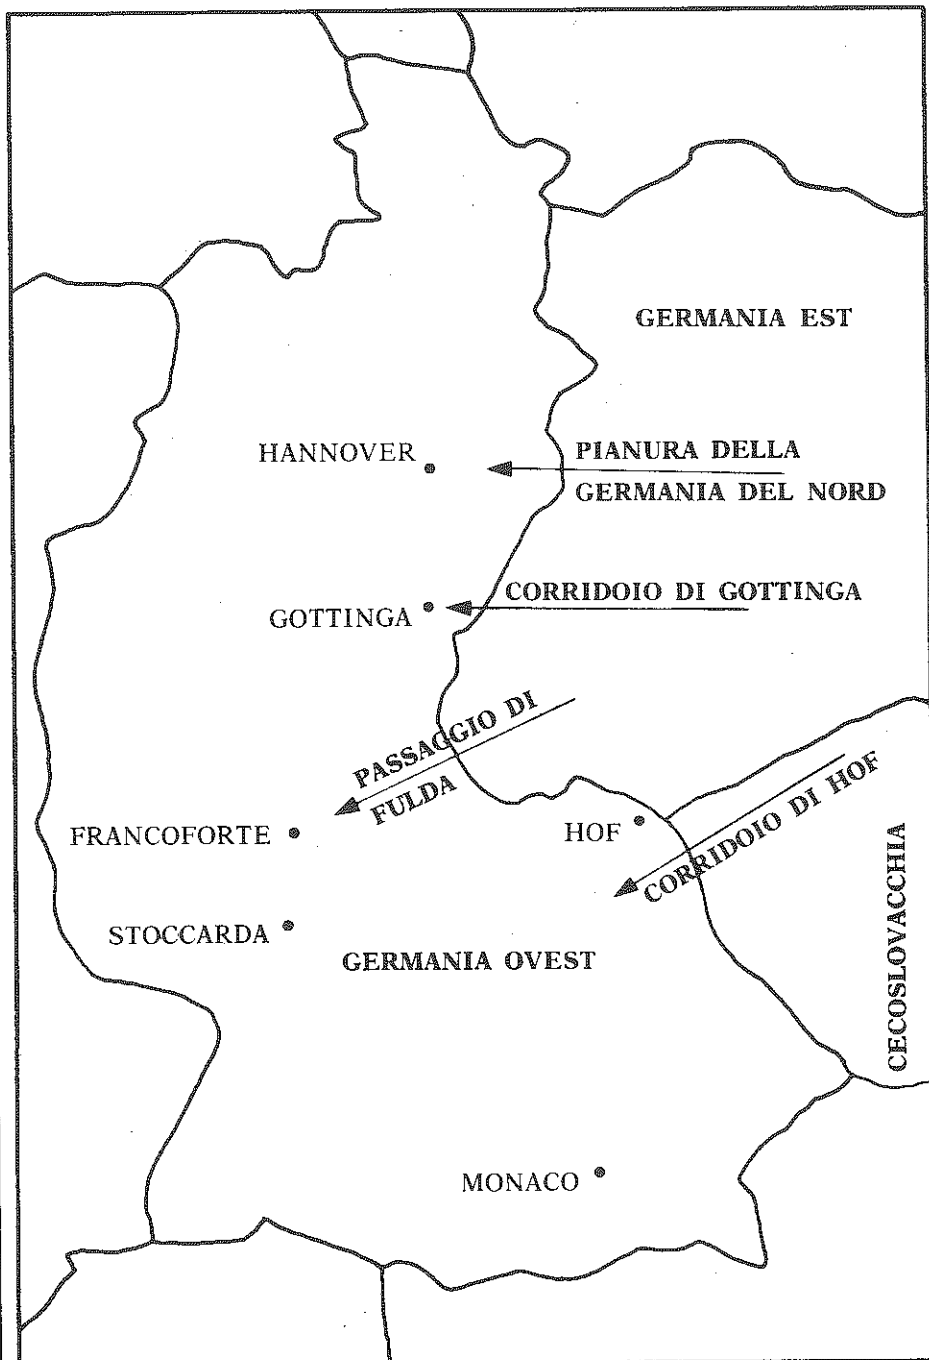 GERMANIA EST
HANNOVER
PIANURA DELLA
GERMANIA DEL NORD
CORRIDOIO DI GOTTINGA
GOTTINGA
PASSAGGIO DI
FULDA
FRANCOFORTE
HOF
CORRIDOIO DI HOF
CECOSLOVACCHIA
STOCCARDA
GERMANIA OVEST
MONACO